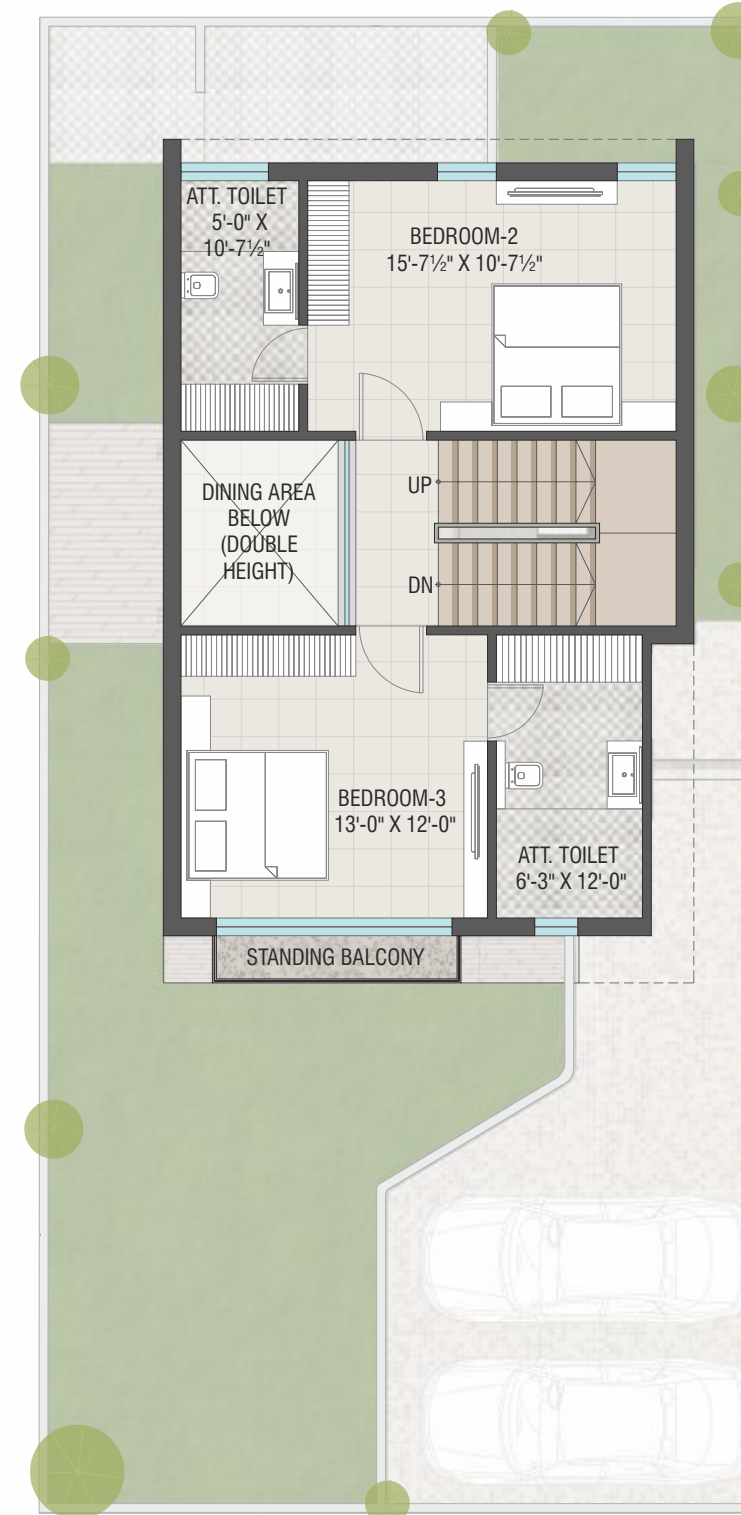 ATT. TOILET
5'-0" X
10'-7½"
BEDROOM-2
15'-7½" X 10'-7½"
DINING AREA
BELOW
(DOUBLE
HEIGHT)
UP
DN
BEDROOM-3
13'-0" X 12'-0"
ATT. TOILET
6'-3" X 12'-0"
STANDING BALCONY